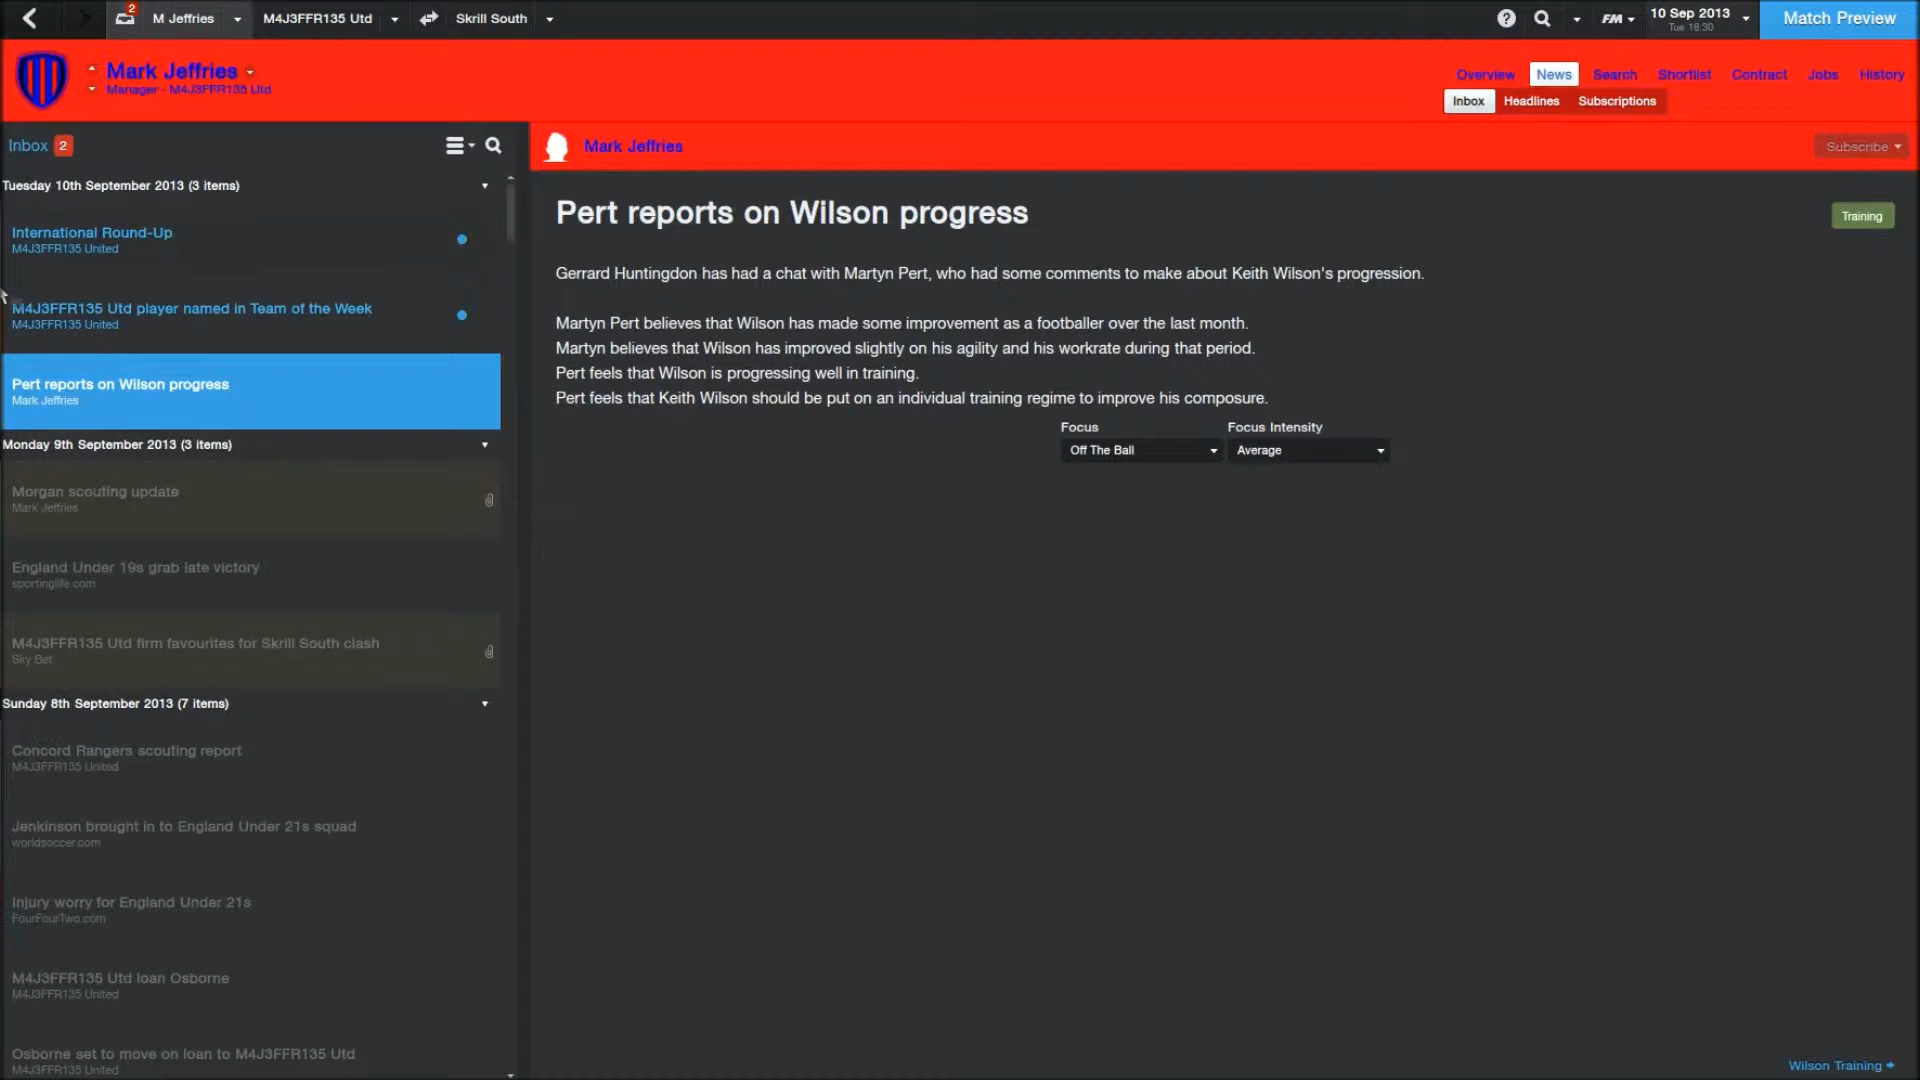 2
M Jeffries
M4J3FFR135 Utd
Skrill South
FM
10 Sep 2013
Tue 18:30
Match Preview
Mark Jeffries
Manager - M4J3FFR135 Utd
Overview News Search Shortlist Contract Jobs History
Inbox Headlines Subscriptions
Inbox 2
Tuesday 10th September 2013 (3 items)
International Round-Up
M4J3FFR135 United
M4J3FFR135 Utd player named in Team of the Week
M4J3FFR135 United
Pert reports on Wilson progress
Mark Jeffries
Monday 9th September 2013 (3 items)
Morgan scouting update
Mark Jeffries
England Under 19s grab late victory
sportinglife.com
M4J3FFR135 Utd firm favourites for Skrill South clash
Sky Bet
Sunday 8th September 2013 (7 items)
Concord Rangers scouting report
M4J3FFR135 United
Jenkinson brought in to England Under 21s squad
worldsoccer.com
Injury worry for England Under 21s
FourFourTwo.com
M4J3FFR135 Utd loan Osborne
M4J3FFR135 United
Osborne set to move on loan to M4J3FFR135 Utd
M4J3FFR135 United
Mark Jeffries
Subscribe
Pert reports on Wilson progress
Training
Gerrard Huntingdon has had a chat with Martyn Pert, who had some comments to make about Keith Wilson's progression.
Martyn Pert believes that Wilson has made some improvement as a footballer over the last month.
Martyn believes that Wilson has improved slightly on his agility and his workrate during that period.
Pert feels that Wilson is progressing well in training.
Pert feels that Keith Wilson should be put on an individual training regime to improve his composure.
Focus Focus Intensity
Off The Ball Average
Wilson Training